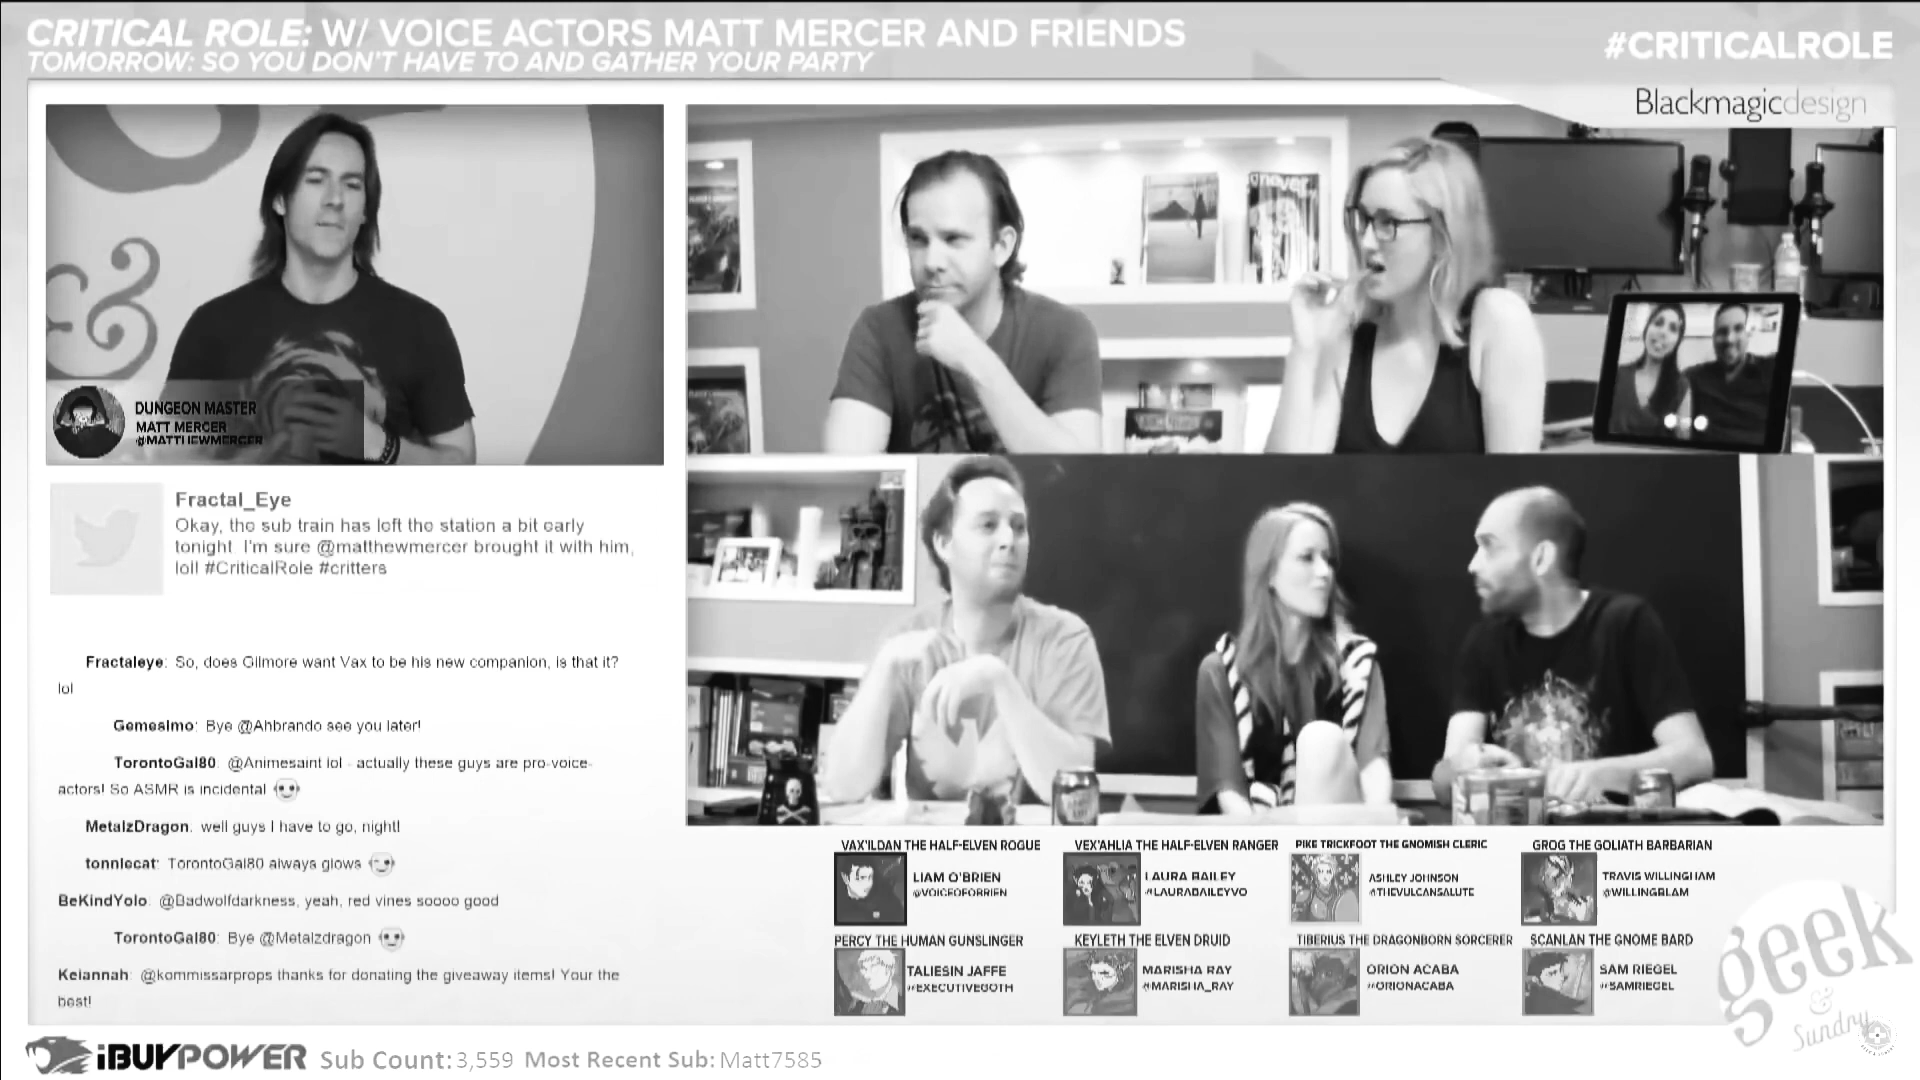 CRITICAL ROLE: W/ VOICE ACTORS MATT MERCER AND FRIENDS
TOMORROW: SO YOU DON'T HAVE TO AND GATHER YOUR PARTY
#CRITICALROLE
Blackmagicdesign
DUNGEON MASTER
MATT MERCER
@MATTHEWMERCER
Fractal_Eye
Okay, the sub train has left the station a bit early
tonight. I'm sure @matthewmercer brought it with him,
loll #CriticalRole #critters
Fractaleye: So, does Gilmore want Vax to be his new companion, is that it?
lol
Gemesimo: Bye @Ahbrando see you later!
TorontoGal80: @Animesaint lol - actually these guys are pro-voice-
actors! So ASMR is incidental
MetalzDragon: well guys I have to go, night!
tonniecat: TorontoGal80 always glows
BeKindYolo: @Badwolfdarkness, yeah, red vines soooo good
TorontoGal80: Bye @Metalzdragon
Keiannah: @kommissarprops thanks for donating the giveaway items! Your the
best!
VAX'ILDAN THE HALF-ELVEN ROGUE
LIAM O'BRIEN
@VOICEOFOBRIEN
VEX'AHLIA THE HALF-ELVEN RANGER
LAURA BAILEY
@LAURABAILEYVO
PIKE TRICKFOOT THE GNOMISH CLERIC
ASHLEY JOHNSON
@THEVULCANSALUTE
GROG THE GOLIATH BARBARIAN
TRAVIS WILLINGHAM
@WILLINGBLAM
PERCY THE HUMAN GUNSLINGER
TALIESIN JAFFE
@EXECUTIVEGOTH
KEYLETH THE ELVEN DRUID
MARISHA RAY
@MARISHA_RAY
TIBERIUS THE DRAGONBORN SORCERER
ORION ACABA
@ORIONACABA
SCANLAN THE GNOME BARD
SAM RIEGEL
@SAMRIEGEL
geek
&
Sundry
iBUYPOWER Sub Count: 3,559 Most Recent Sub: Matt7585